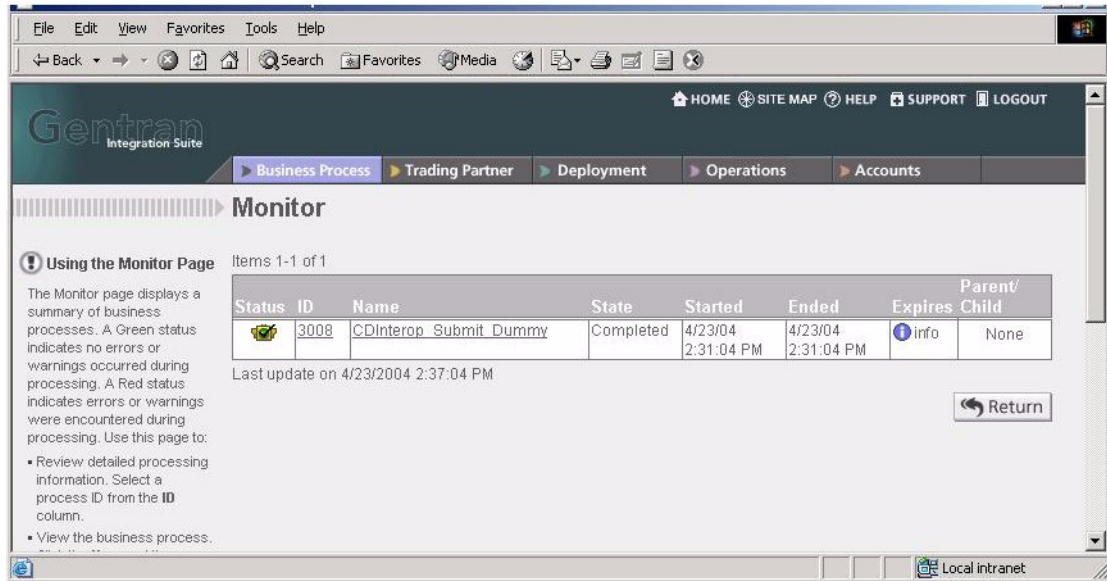 File Edit View Favorites Tools Help
Back Search Favorites Media
HOME SITE MAP HELP SUPPORT LOGOUT
Gentran
Integration Suite
Business Process Trading Partner Deployment Operations Accounts
Monitor
Using the Monitor Page
The Monitor page displays a
summary of business
processes. A Green status
indicates no errors or
warnings occurred during
processing. A Red status
indicates errors or warnings
were encountered during
processing. Use this page to:
▪ Review detailed processing
information. Select a
process ID from the ID
column.
▪ View the business process.
Items 1-1 of 1
Status ID Name State Started Ended Expires Parent/
Child
3008 CDInterop_Submit_Dummy Completed 4/23/04
2:31:04 PM 4/23/04
2:31:04 PM info None
Last update on 4/23/2004 2:37:04 PM
Return
Local intranet